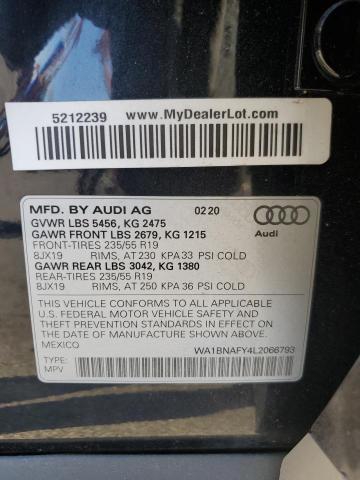 5212239 www.MyDealerLot.com
MFD. BY AUDI AG 0220
GVWR LBS 5456, KG 2475
GAWR FRONT LBS 2679, KG 1215
FRONT-TIRES 235/55 R19
8JX19 RIMS, AT 230 KPA 33 PSI COLD
GAWR REAR LBS 3042, KG 1380
REAR-TIRES 235/55 R19
8JX19 RIMS, AT 250 KPA 36 PSI COLD
Audi
THIS VEHICLE CONFORMS TO ALL APPLICABLE
U.S. FEDERAL MOTOR VEHICLE SAFETY AND
THEFT PREVENTION STANDARDS IN EFFECT ON
THE DATE OF MANUFACTURE SHOWN ABOVE.
MEXICO
WA1BNAFY4L2066793
TYPE:
MPV